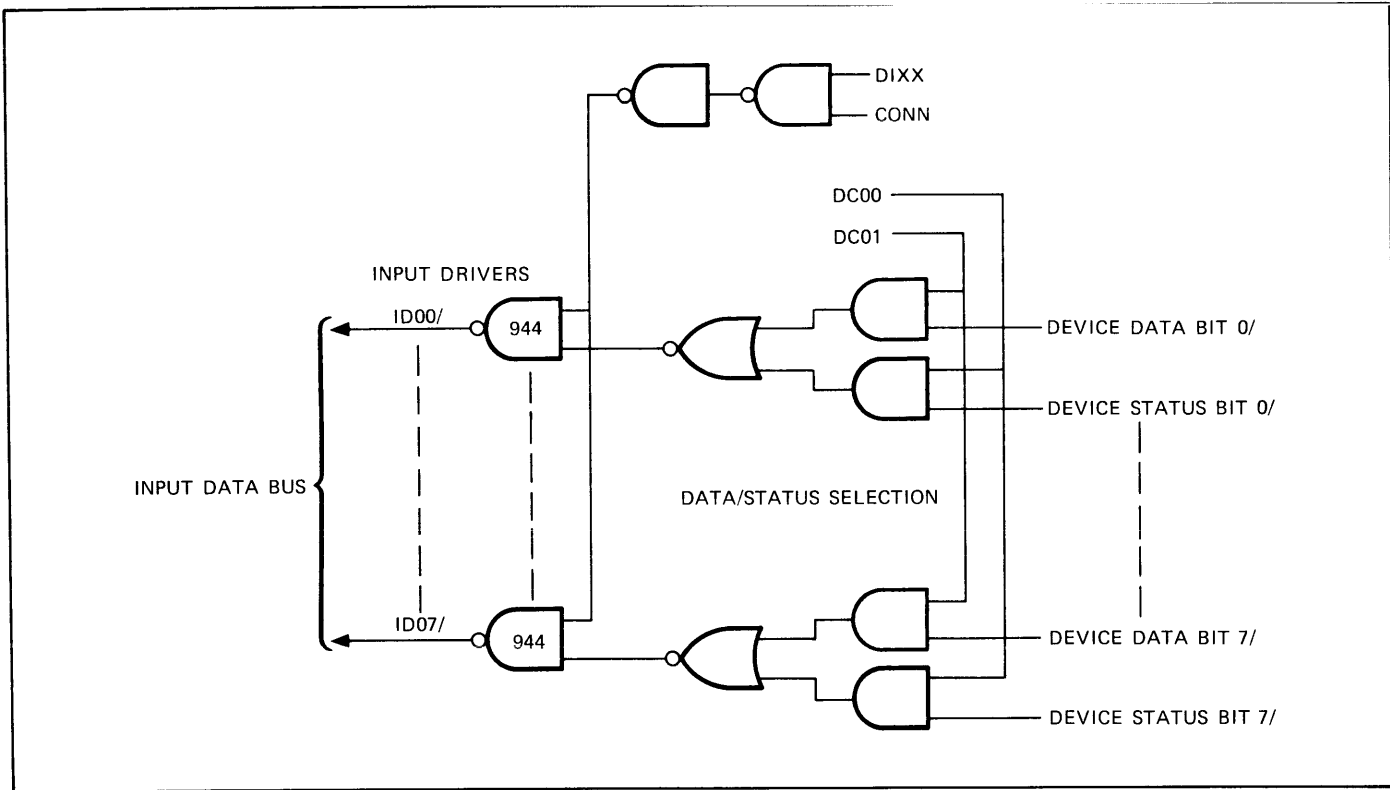 DIXX
CONN
DC00
DC01
INPUT DRIVERS
ID00/
944
DEVICE DATA BIT 0/
DEVICE STATUS BIT 0/
INPUT DATA BUS
DATA/STATUS SELECTION
ID07/
944
DEVICE DATA BIT 7/
DEVICE STATUS BIT 7/